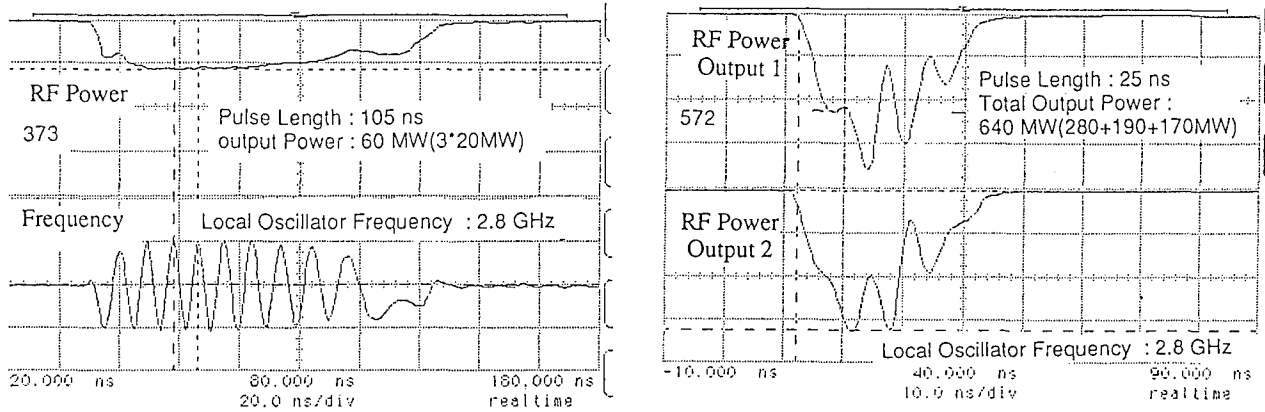 RF Power
373
Pulse Length : 105 ns
output Power : 60 MW(3*20MW)
Frequency
Local Oscillator Frequency : 2.8 GHz
20.000 ns
80.000 ns
180.000 ns
20.0 ns/div
realtime
RF Power
Output 1
572
Pulse Length : 25 ns
Total Output Power :
640 MW(280+190+170MW)
RF Power
Output 2
Local Oscillator Frequency : 2.8 GHz
-10.000 ns
40.000 ns
90.000 ns
10.0 ns/div
realtime